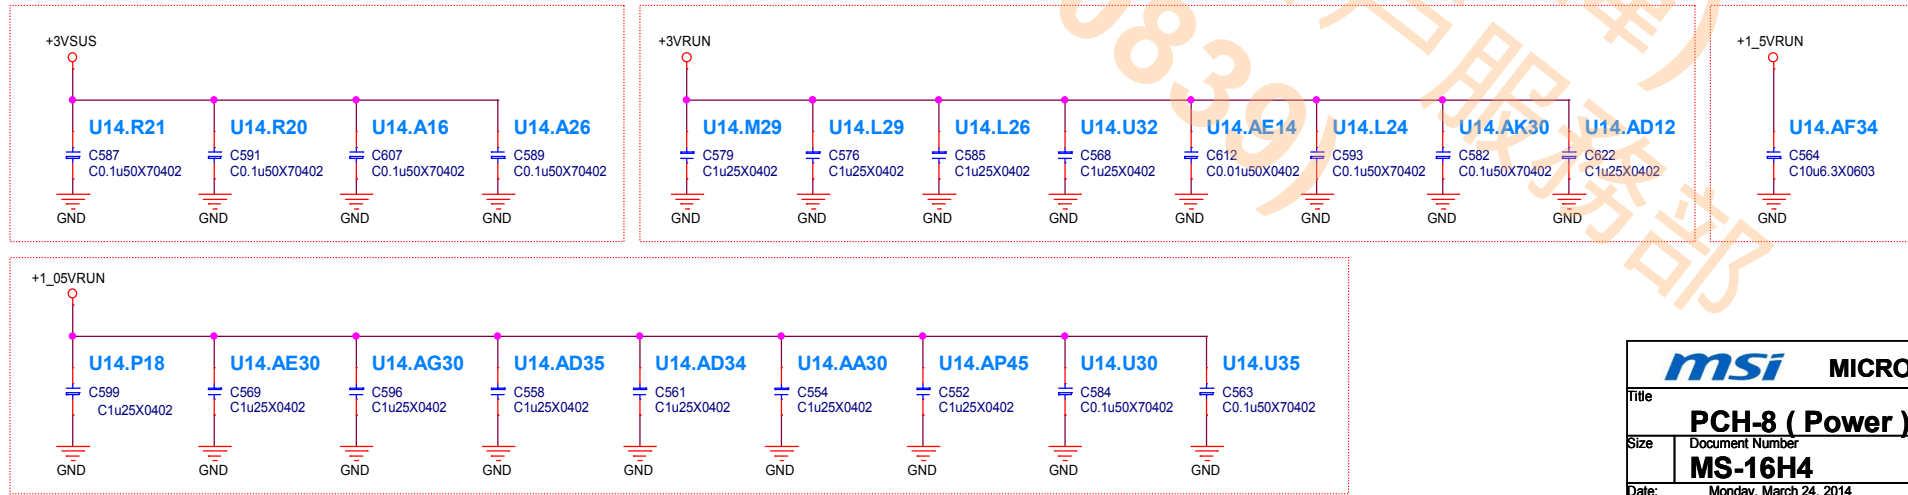 +3VSUS
U14.R21 U14.R20 U14.A16 U14.A26
C587 C591 C607 C589
C0.1u50X70402 C0.1u50X70402 C0.1u50X70402 C0.1u50X70402
GND GND GND GND
+3VRUN
U14.M29 U14.L29 U14.L26 U14.U32 U14.AE14 U14.L24 U14.AK30 U14.AD12
C579 C576 C585 C568 C612 C593 C582 C622
C1u25X0402 C1u25X0402 C1u25X0402 C1u25X0402 C0.01u50X0402 C0.1u50X70402 C0.1u50X70402 C1u25X0402
GND GND GND GND GND GND GND GND
+1_5VRUN
U14.AF34
C564
C10u6.3X0603
GND
+1_05VRUN
U14.P18 U14.AE30 U14.AG30 U14.AD35 U14.AD34 U14.AA30 U14.AP45 U14.U30 U14.U35
C599 C569 C596 C558 C561 C554 C552 C584 C563
C1u25X0402 C1u25X0402 C1u25X0402 C1u25X0402 C1u25X0402 C1u25X0402 C1u25X0402 C0.1u50X70402 C0.1u50X70402
GND GND GND GND GND GND GND GND GND
msi MICRO
Title
PCH-8 ( Power )
Size Document Number
MS-16H4
Date: Monday, March 24, 2014
0839)
戶服務部